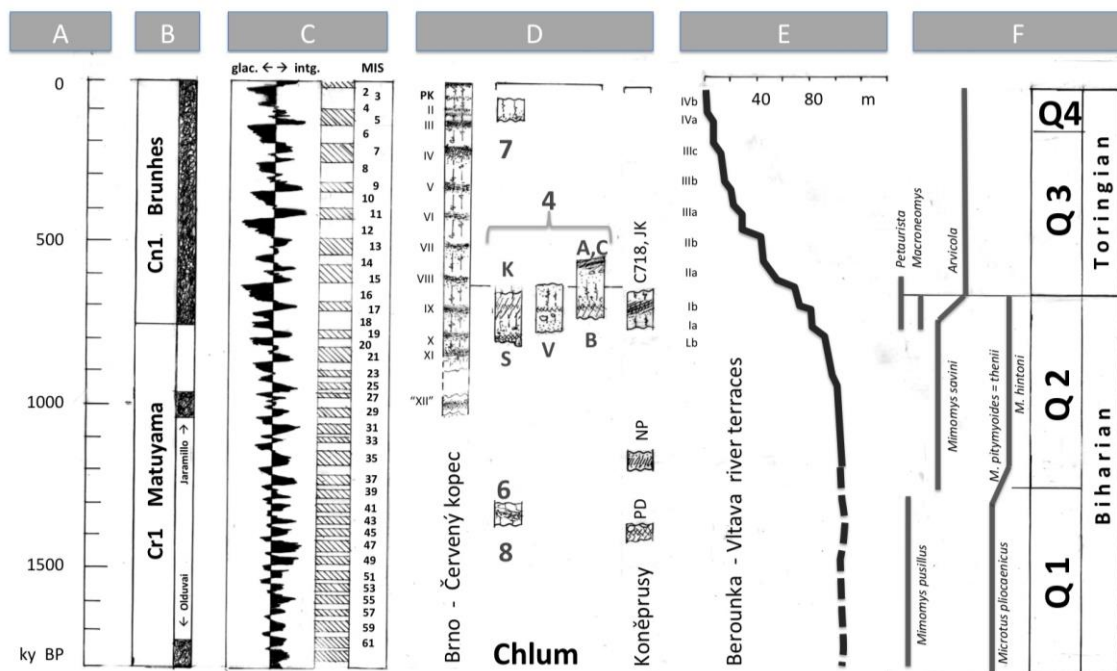 A
B
C
D
E
F
0
500
1000
1500
ky BP
Cn1 Brunhes
Cr1 Matuyama
Jaramillo →
← Olduvai
glac. ← → intg.
MIS
2
3
4
5
6
7
8
9
10
11
12
13
14
15
16
17
18
19
20
21
23
25
27
29
31
33
35
37
39
41
43
45
47
49
51
53
55
57
59
61
PK
II
III
IV
V
VI
VII
VIII
IX
X
XI
"XII"
Brno - Červený kopec
7
4
K
S
V
A,C
B
6
8
Chlum
C718, JK
NP
PD
Koněprusy
40 80 m
IVb
IVa
IIIc
IIIb
IIIa
IIb
IIa
Ib
Ia
Lb
Berounka - Vltava river terraces
Petaurista
Macroneomys
Arvicola
Mimomys savini
M. pitymyoides = thenii
M. hintoni
Mimomys pusillus
Microtus pliocaenicus
Q4
Q3
Q2
Q1
Toringian
Biharian